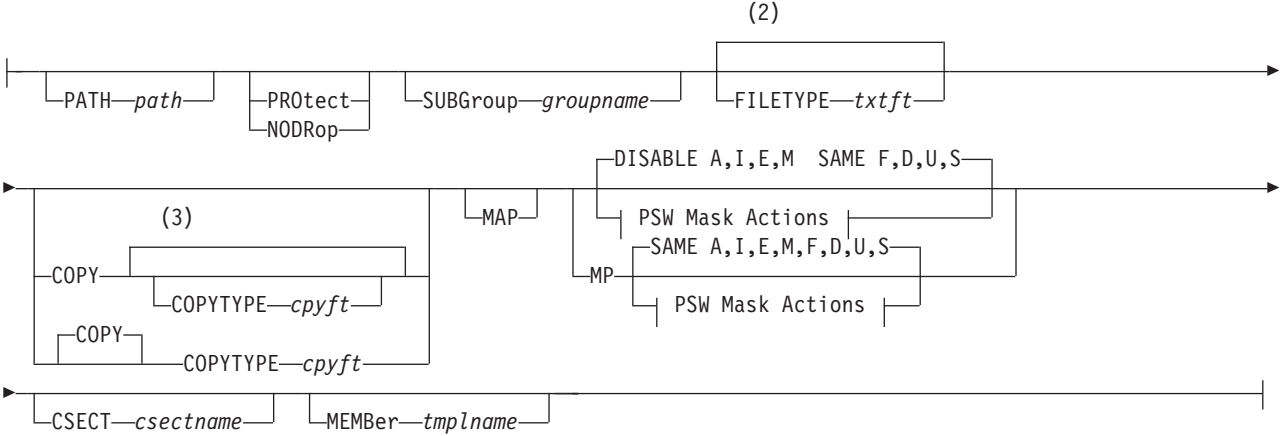 (2)
PATH path PROtect SUBGroup groupname FILETYPE txtft
NODRop
DISABLE A,I,E,M SAME F,D,U,S
(3) MAP PSW Mask Actions
SAME A,I,E,M,F,D,U,S
COPY MP
COPYTYPE cpyft PSW Mask Actions
COPY
COPYTYPE cpyft
CSECT csectname MEMBer tmplname